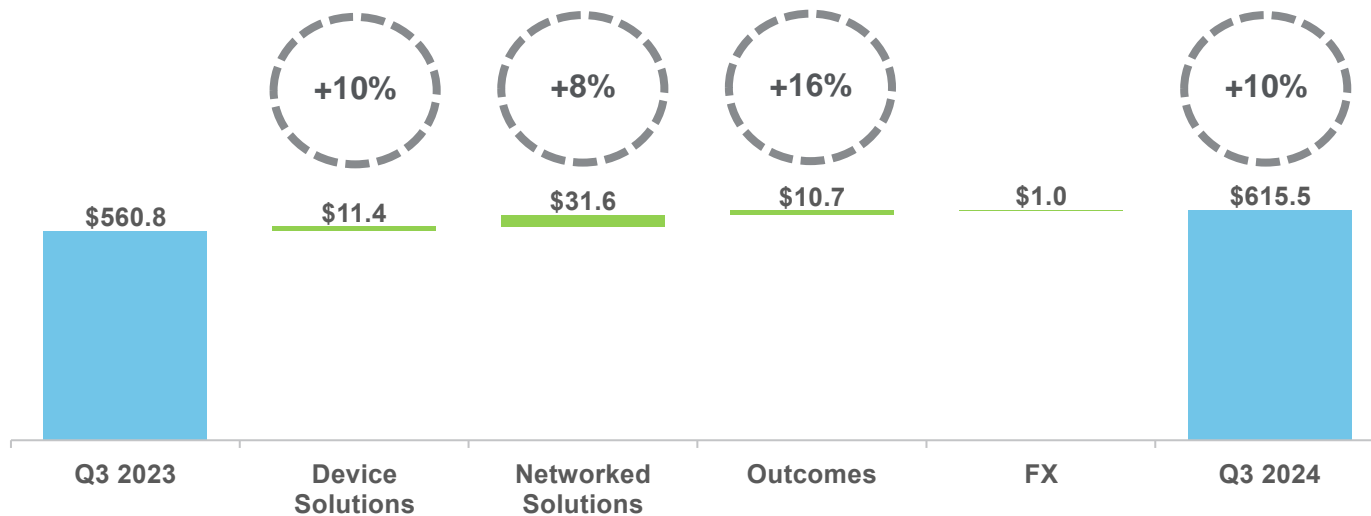 +10%
+8%
+16%
+10%
$560.8
$11.4
$31.6
$10.7
$1.0
$615.5
Q3 2023
Device
Solutions
Networked
Solutions
Outcomes
FX
Q3 2024